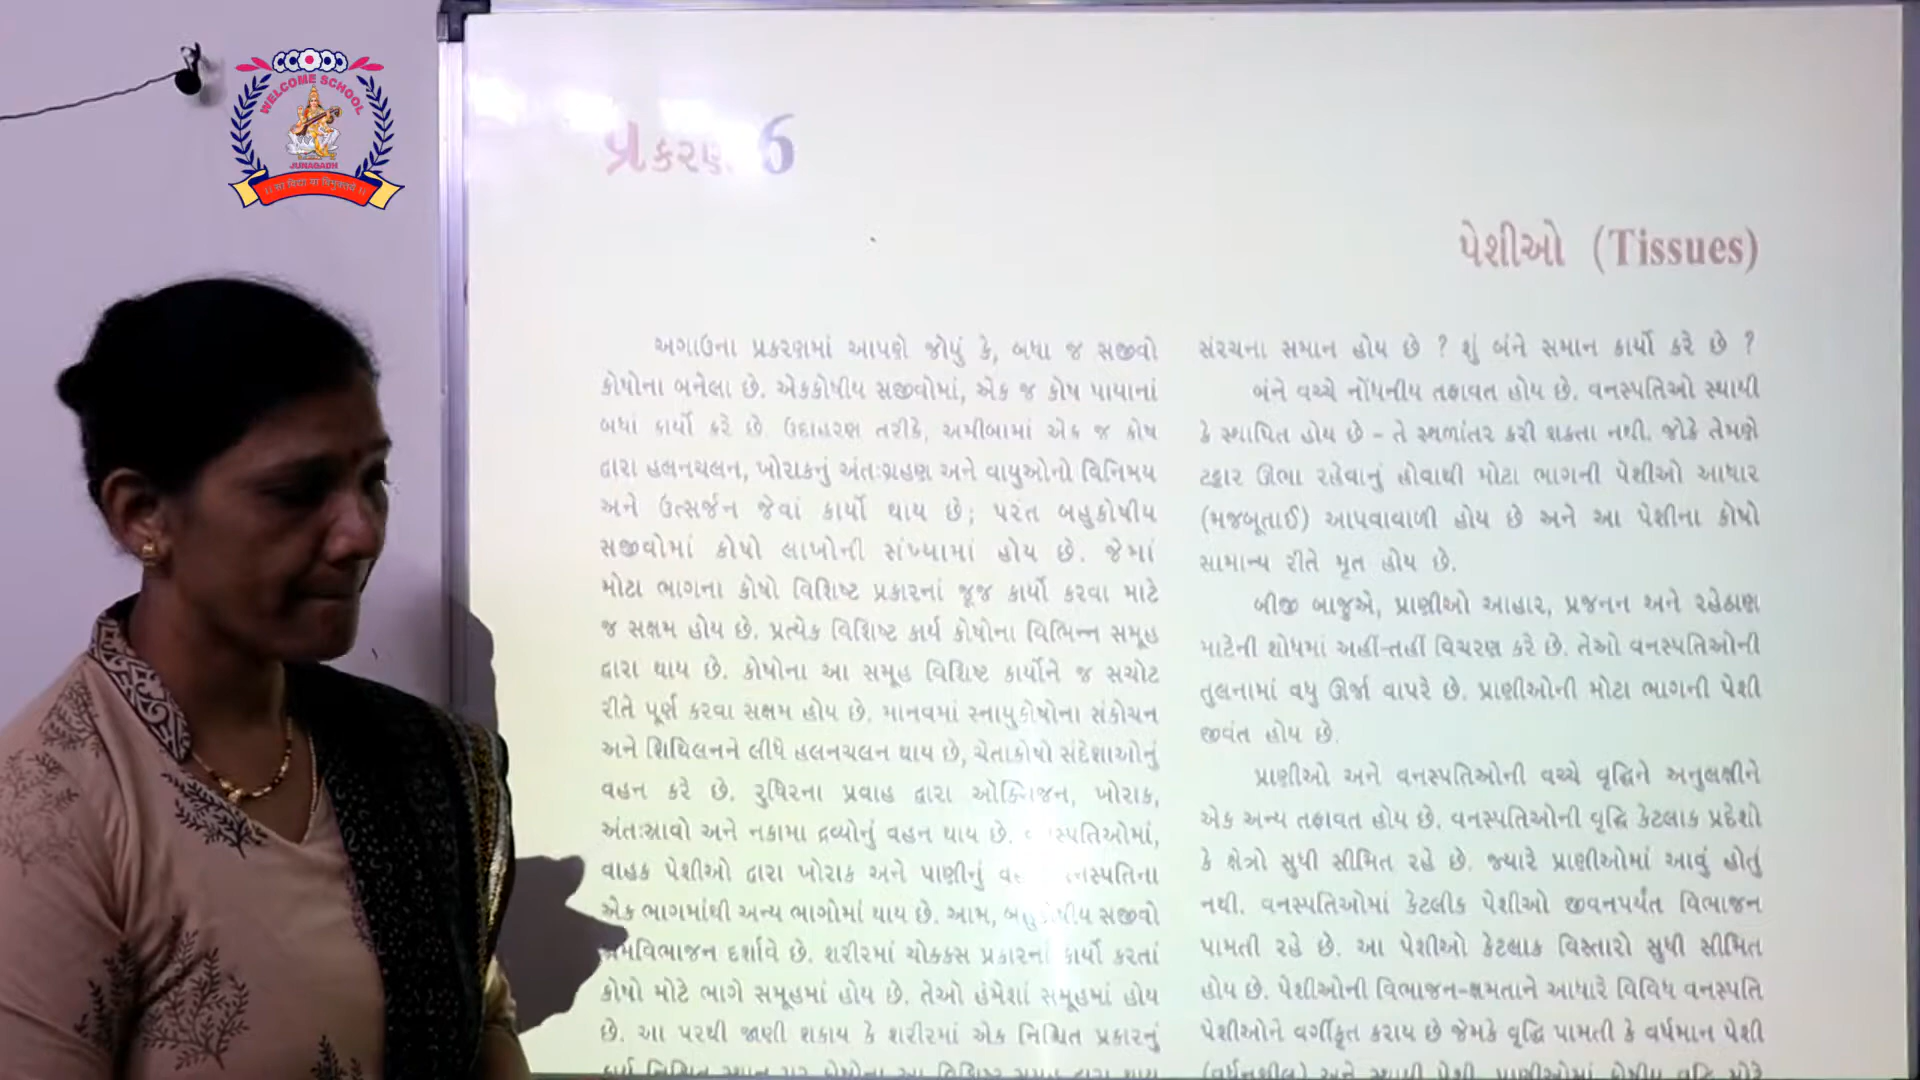 WELCOME SCHOOL
JUNAGADH
।। सा विद्या या विमुक्तये ।।
પ્રકરણ 6
પેશીઓ (Tissues)
અગાઉના પ્રકરણમાં આપણે જોયું કે, બધા જ સજીવો
કોષોના બનેલા છે. એકકોષીય સજીવોમાં, એક જ કોષ પાયાનાં
બધાં કાર્યો કરે છે. ઉદાહરણ તરીકે, અમીબામાં એક જ કોષ
દ્વારા હલનચલન, ખોરાકનું અંતઃગ્રહણ અને વાયુઓનો વિનિમય
અને ઉત્સર્જન જેવાં કાર્યો થાય છે; પરંત બહુકોષીય
સજીવોમાં કોષો લાખોની સંખ્યામાં હોય છે. જેમાં
મોટા ભાગના કોષો વિશિષ્ટ પ્રકારનાં જૂજ કાર્યો કરવા માટે
જ સક્ષમ હોય છે. પ્રત્યેક વિશિષ્ટ કાર્ય કોષોના વિભિન્ન સમૂહ
દ્વારા થાય છે. કોષોના આ સમૂહ વિશિષ્ટ કાર્યોને જ સચોટ
રીતે પૂર્ણ કરવા સક્ષમ હોય છે. માનવમાં સ્નાયુકોષોના સંકોચન
અને શિથિલનને લીધે હલનચલન થાય છે, ચેતાકોષો સંદેશાઓનું
વહન કરે છે. રુધિરના પ્રવાહ દ્વારા ઑક્સિજન, ખોરાક,
અંતઃસ્રાવો અને નકામા દ્રવ્યોનું વહન થાય છે. વનસ્પતિઓમાં,
વાહક પેશીઓ દ્વારા ખોરાક અને પાણીનું વનસ્પતિના
એક ભાગમાંથી અન્ય ભાગોમાં થાય છે. આમ, બહુકોષીય સજીવો
શ્રમવિભાજન દર્શાવે છે. શરીરમાં ચોક્કસ પ્રકારનાં કાર્યો કરતાં
કોષો મોટે ભાગે સમૂહમાં હોય છે. તેઓ હંમેશાં સમૂહમાં હોય
છે. આ પરથી જાણી શકાય કે શરીરમાં એક નિશ્ચિત પ્રકારનું
સંરચના સમાન હોય છે ? શું બંને સમાન કાર્યો કરે છે ?
બંને વચ્ચે નોંધનીય તફાવત હોય છે. વનસ્પતિઓ સ્થાયી
કે સ્થાપિત હોય છે – તે સ્થળાંતર કરી શકતા નથી. જોકે તેમણે
ટટ્ટાર ઊભા રહેવાનું હોવાથી મોટા ભાગની પેશીઓ આધાર
(મજબૂતાઈ) આપવાવાળી હોય છે અને આ પેશીના કોષો
સામાન્ય રીતે મૃત હોય છે.
બીજી બાજુએ, પ્રાણીઓ આહાર, પ્રજનન અને રહેઠાણ
માટેની શોધમાં અહીં-તહીં વિચરણ કરે છે. તેઓ વનસ્પતિઓની
તુલનામાં વધુ ઊર્જા વાપરે છે. પ્રાણીઓની મોટા ભાગની પેશી
જીવંત હોય છે.
પ્રાણીઓ અને વનસ્પતિઓની વચ્ચે વૃદ્ધિને અનુલક્ષીને
એક અન્ય તફાવત હોય છે. વનસ્પતિઓની વૃદ્ધિ કેટલાક પ્રદેશો
કે ક્ષેત્રો સુધી સીમિત રહે છે. જ્યારે પ્રાણીઓમાં આવું હોતું
નથી. વનસ્પતિઓમાં કેટલીક પેશીઓ જીવનપર્યંત વિભાજન
પામતી રહે છે. આ પેશીઓ કેટલાક વિસ્તારો સુધી સીમિત
હોય છે. પેશીઓની વિભાજન-ક્ષમતાને આધારે વિવિધ વનસ્પતિ
પેશીઓને વર્ગીકૃત કરાય છે જેમકે વૃદ્ધિ પામતી કે વર્ધમાન પેશી
(વર્ધનશીલ) અને સ્થાયી પેશી. પ્રાણીઓમાં કોષીય વૃદ્ધિ